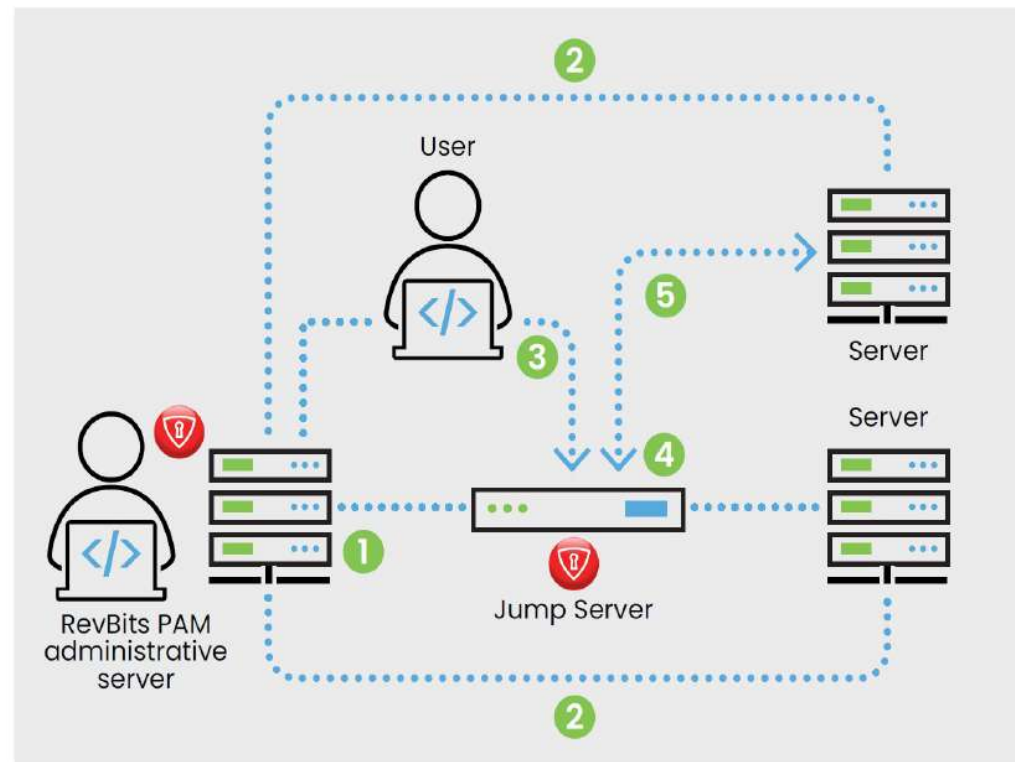 2
User
</>
5
3
Server
Server
4
</>
1
Jump Server
RevBits PAM
administrative
server
2